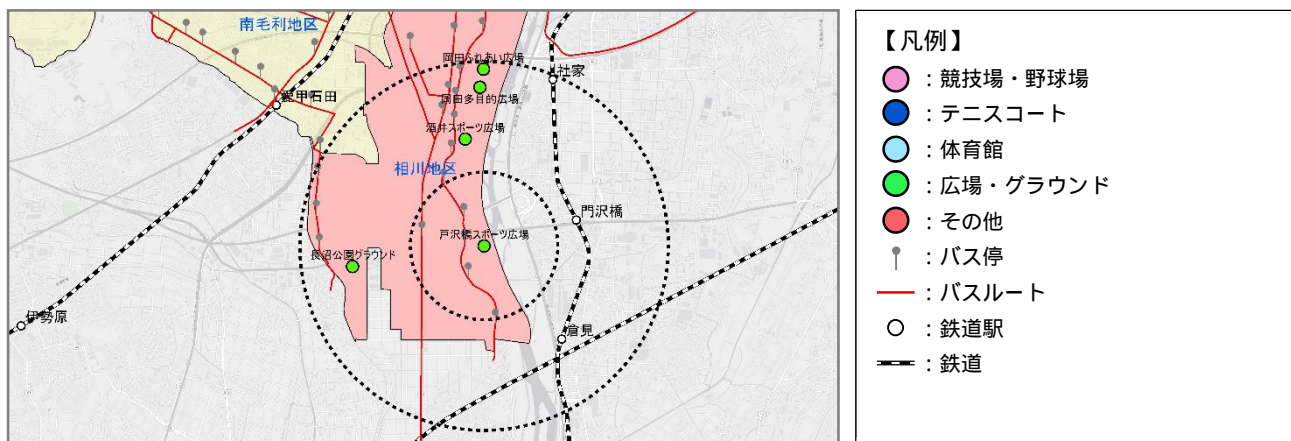 南毛利地区
岡田ふれあい広場
社家
愛甲石田
岡田多目的広場
酒井スポーツ広場
相川地区
門沢橋
戸沢橋スポーツ広場
長沼公園グラウンド
伊勢原
倉見
【凡例】
：競技場・野球場
：テニスコート
：体育館
：広場・グラウンド
：その他
：バス停
：バスルート
：鉄道駅
：鉄道